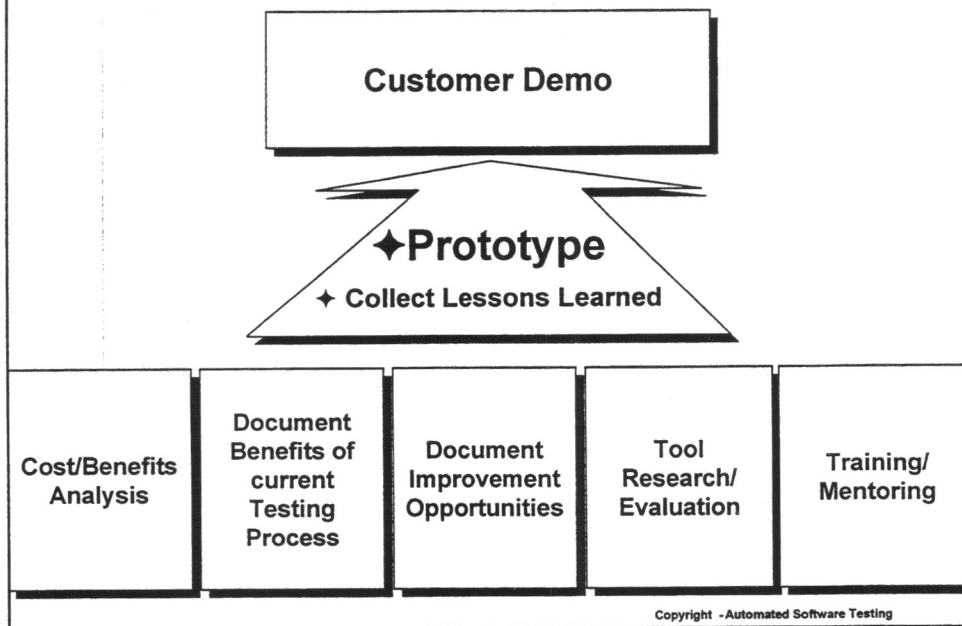 Customer Demo
✦Prototype
✦ Collect Lessons Learned
Cost/Benefits
Analysis
Document
Benefits of
current
Testing
Process
Document
Improvement
Opportunities
Tool
Research/
Evaluation
Training/
Mentoring
Copyright - Automated Software Testing